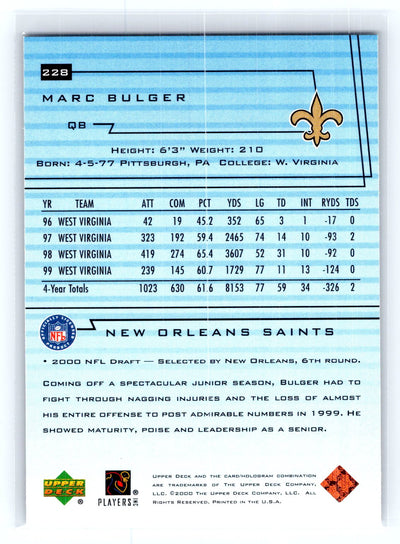 228
MARC BULGER
QB
HEIGHT: 6'3" WEIGHT: 210
BORN: 4-5-77 PITTSBURGH, PA COLLEGE: W. VIRGINIA
YR TEAM ATT COM PCT YDS LG TD INT RYDS TDS
96 WEST VIRGINIA 42 19 45.2 352 65 3 1 -17 0
97 WEST VIRGINIA 323 192 59.4 2465 74 14 10 -93 2
98 WEST VIRGINIA 419 274 65.4 3607 52 31 10 -92 0
99 WEST VIRGINIA 239 145 60.7 1729 77 11 13 -124 0
4-Year Totals 1023 630 61.6 8153 77 59 34 -326 2
NFL
NEW ORLEANS SAINTS
• 2000 NFL DRAFT — SELECTED BY NEW ORLEANS, 6TH ROUND.
COMING OFF A SPECTACULAR JUNIOR SEASON, BULGER HAD TO
FIGHT THROUGH NAGGING INJURIES AND THE LOSS OF ALMOST
HIS ENTIRE OFFENSE TO POST ADMIRABLE NUMBERS IN 1999. HE
SHOWED MATURITY, POISE AND LEADERSHIP AS A SENIOR.
UPPER DECK AND THE CARD/HOLOGRAM COMBINATION
ARE TRADEMARKS OF THE UPPER DECK COMPANY,
LLC. ©2000 THE UPPER DECK COMPANY, LLC. ALL
RIGHTS RESERVED. PRINTED IN THE U.S.A.
UPPER DECK ®
PLAYERS INC